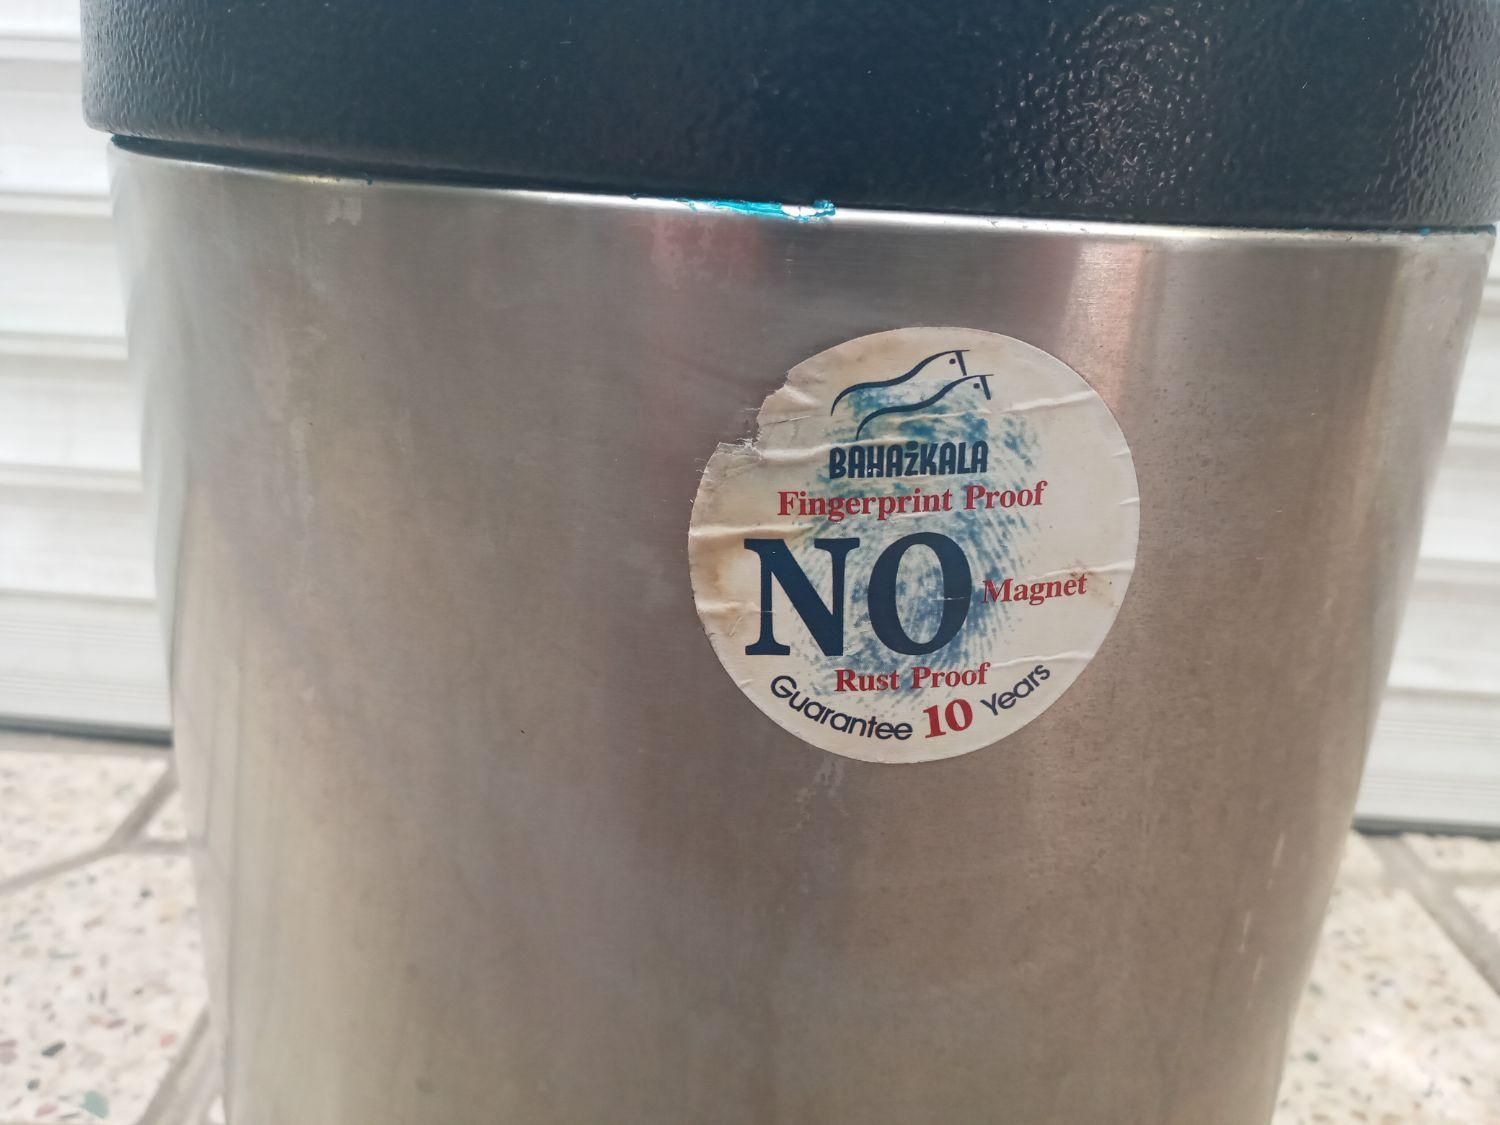 BAHAZKALA
Fingerprint Proof
NO Magnet
Rust Proof
Guarantee 10 Years